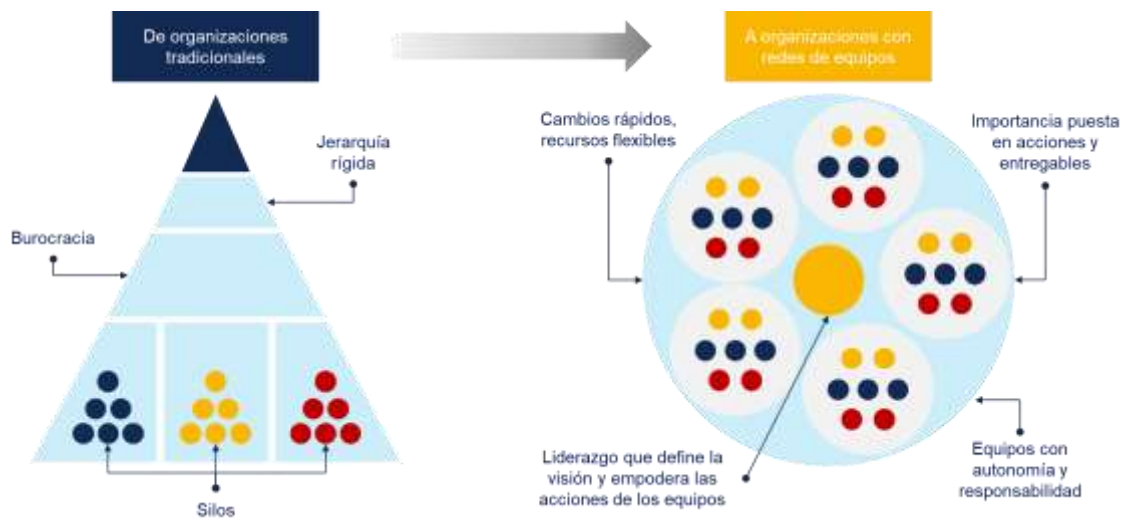 De organizaciones
tradicionales
A organizaciones con
redes de equipos
Jerarquía
rígida
Burocracia
Silos
Cambios rápidos,
recursos flexibles
Importancia puesta
en acciones y
entregables
Liderazgo que define la
visión y empodera las
acciones de los equipos
Equipos con
autonomía y
responsabilidad